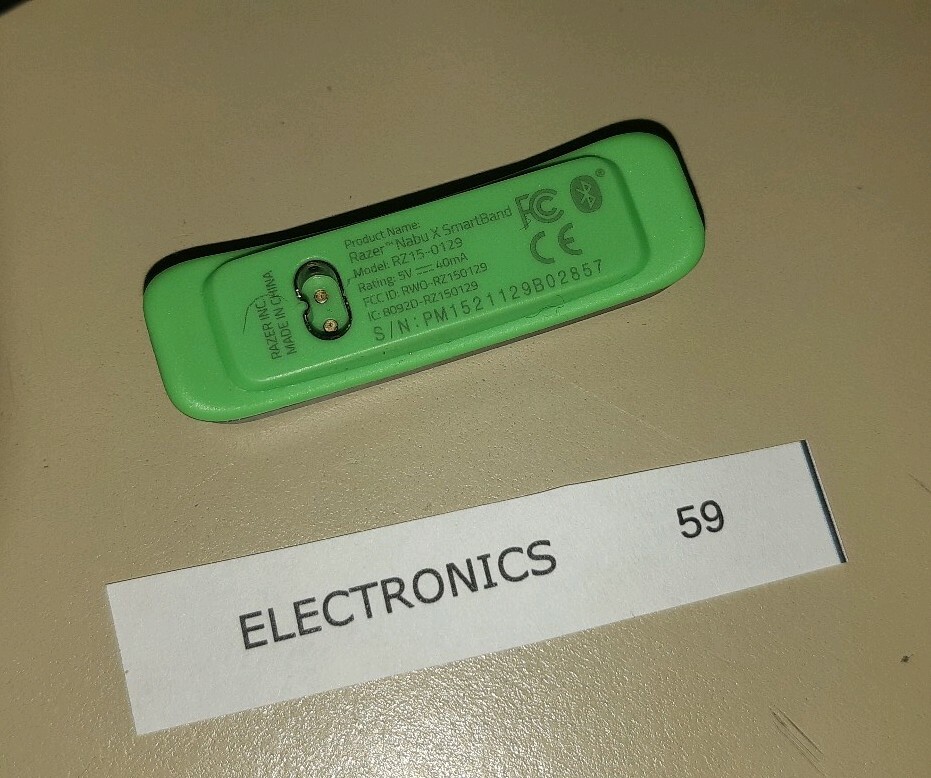 RAZER INC.
MADE IN CHINA
Product Name:
Razer™ Nabu X SmartBand
Model: RZ15-0129
Rating: 5V ⎓ 40mA
FCC ID: RWO-RZ150129
IC: 8092D-RZ150129
S/N:PM1521129B02857
FC
CE
ELECTRONICS 59